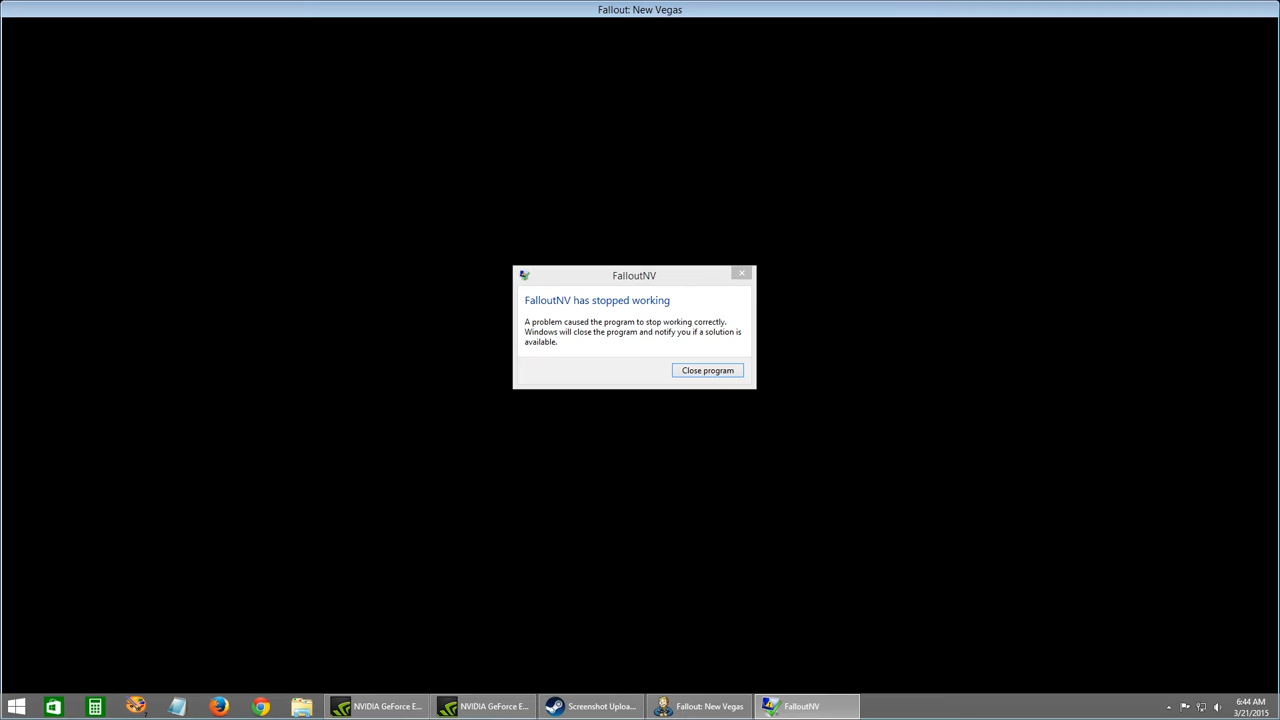 Fallout: New Vegas
FalloutNV
FalloutNV has stopped working
A problem caused the program to stop working correctly.
Windows will close the program and notify you if a solution is
available.
Close program
NVIDIA GeForce E...
NVIDIA GeForce E...
Screenshot Uploa...
Fallout: New Vegas
FalloutNV
6:44 AM
3/21/2015